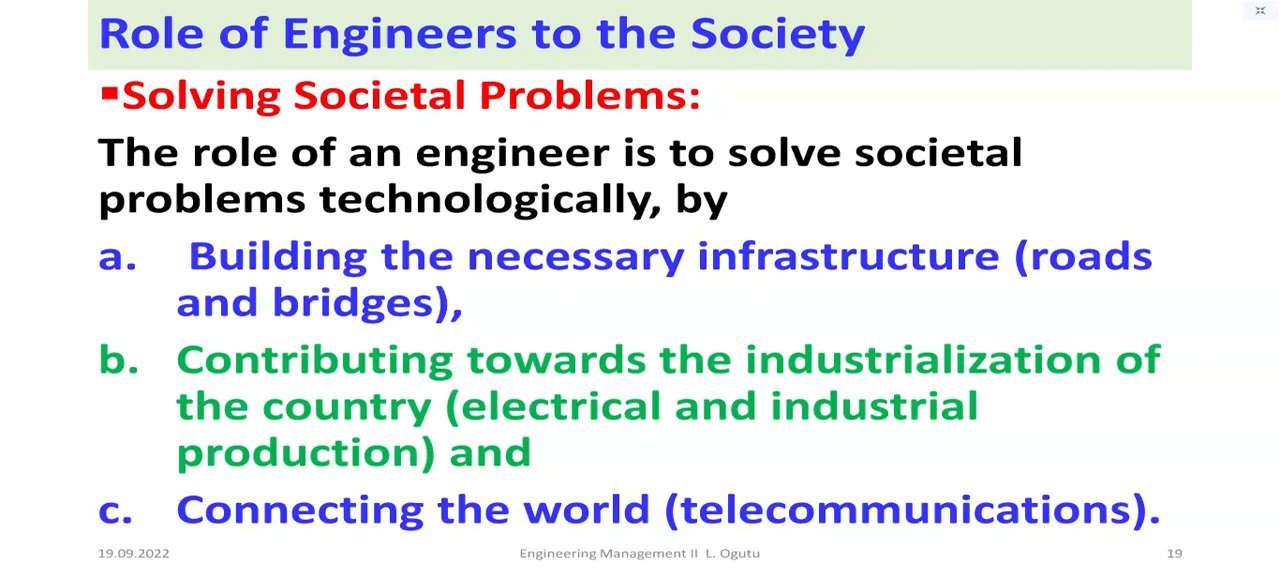 Role of Engineers to the Society
▪Solving Societal Problems:
The role of an engineer is to solve societal
problems technologically, by
a. Building the necessary infrastructure (roads
and bridges),
b. Contributing towards the industrialization of
the country (electrical and industrial
production) and
c. Connecting the world (telecommunications).
19.09.2022 Engineering Management II L. Ogutu 19